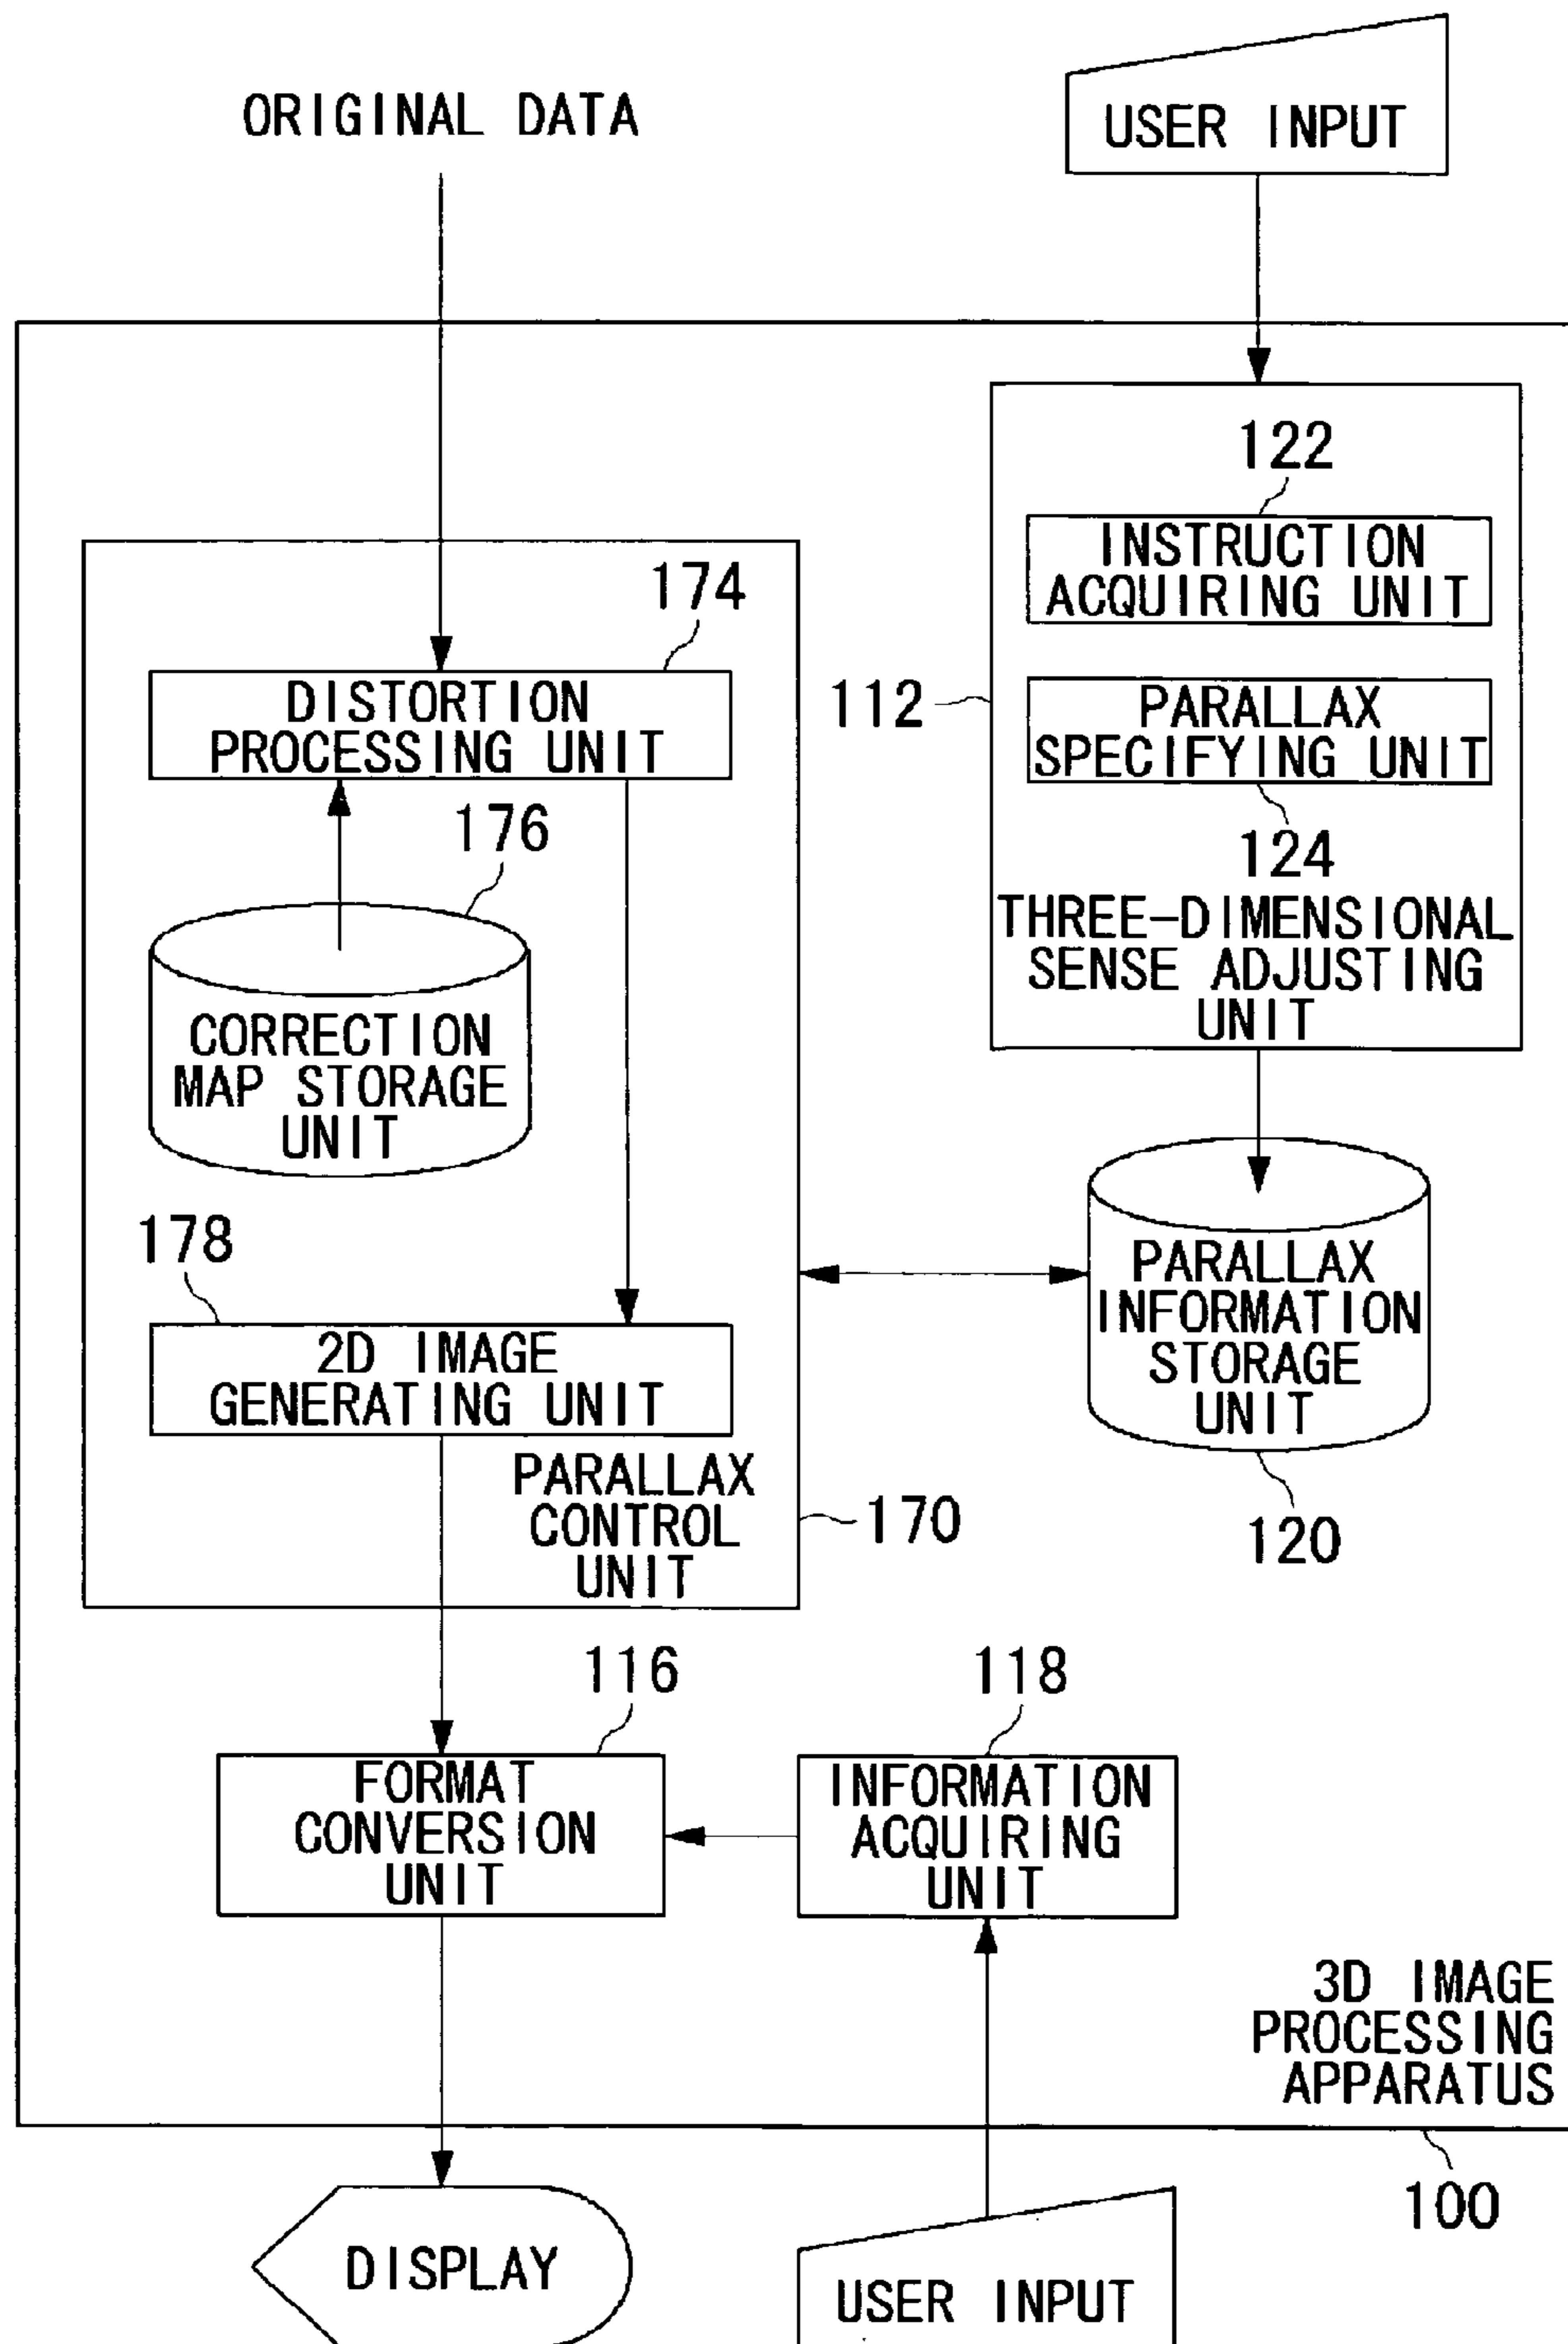 ORIGINAL DATA
USER INPUT
122
INSTRUCTION
ACQUIRING UNIT
174
DISTORTION
PROCESSING UNIT
112
PARALLAX
SPECIFYING UNIT
124
THREE-DIMENSIONAL
SENSE ADJUSTING
UNIT
176
CORRECTION
MAP STORAGE
UNIT
178
2D IMAGE
GENERATING UNIT
PARALLAX
CONTROL
UNIT
170
PARALLAX
INFORMATION
STORAGE
UNIT
120
116
FORMAT
CONVERSION
UNIT
118
INFORMATION
ACQUIRING
UNIT
3D IMAGE
PROCESSING
APPARATUS
100
DISPLAY
USER INPUT